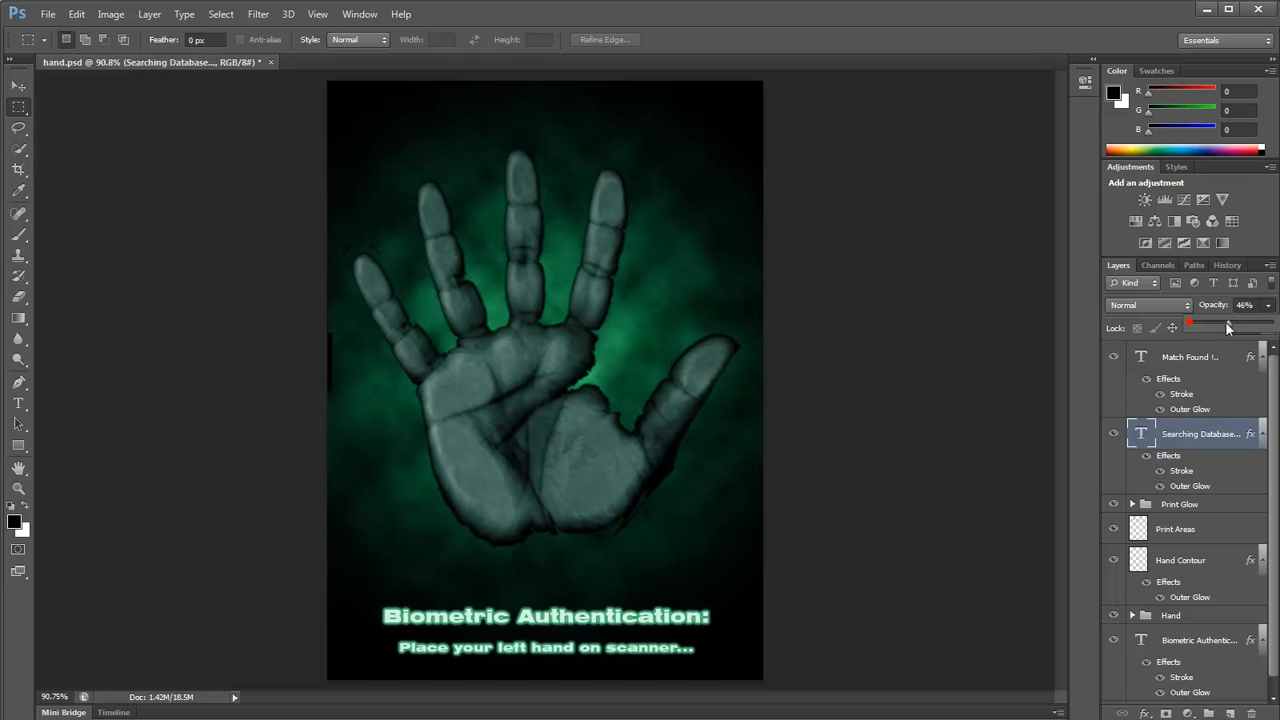 Ps File Edit Image Layer Type Select Filter 3D View Window Help
Feather: 0 px Anti-alias Style: Normal Width: Height: Refine Edge... Essentials
hand.psd @ 90.8% (Searching Database..., RGB/8#) * ×
Color Swatches
R 0
G 0
B 0
Adjustments Styles
Add an adjustment
Layers Channels Paths History
Kind
Normal Opacity: 46%
Lock:
Match Found !..
Effects
Stroke
Outer Glow
Searching Database...
Effects
Stroke
Outer Glow
Print Glow
Print Areas
Hand Contour
Effects
Outer Glow
Hand
Biometric Authentic...
Effects
Stroke
Outer Glow
Biometric Authentication:
Place your left hand on scanner...
90.75% Doc: 1.42M/18.5M
Mini Bridge Timeline